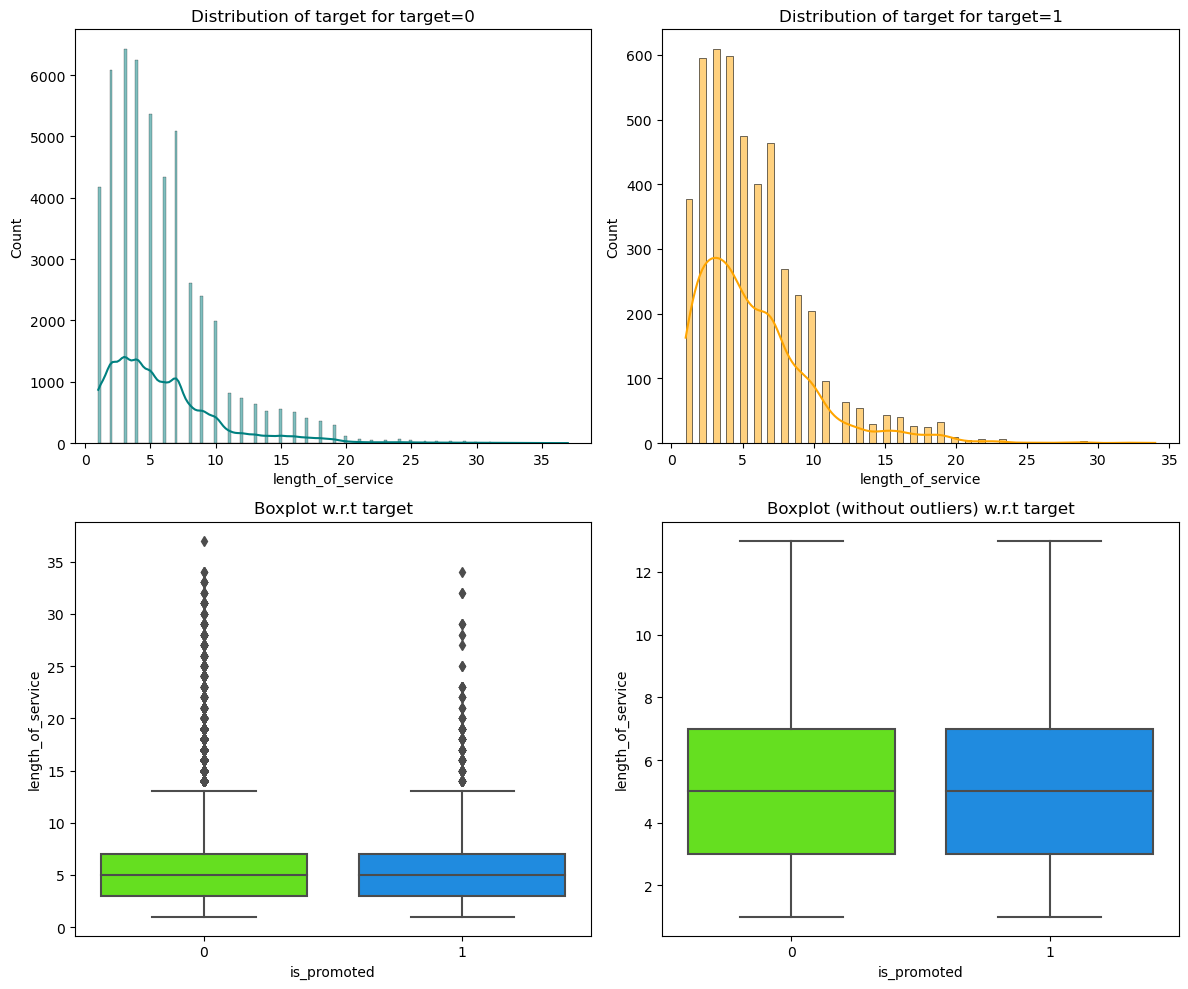 Distribution of target for target=0
6000
5000
4000
3000
2000
1000
0
Count
0 5 10 15 20 25 30 35
length_of_service
Distribution of target for target=1
600
500
400
300
200
100
0
Count
0 5 10 15 20 25 30 35
length_of_service
Boxplot w.r.t target
35
30
25
20
15
10
5
0
length_of_service
0 1
is_promoted
Boxplot (without outliers) w.r.t target
12
10
8
6
4
2
length_of_service
0 1
is_promoted